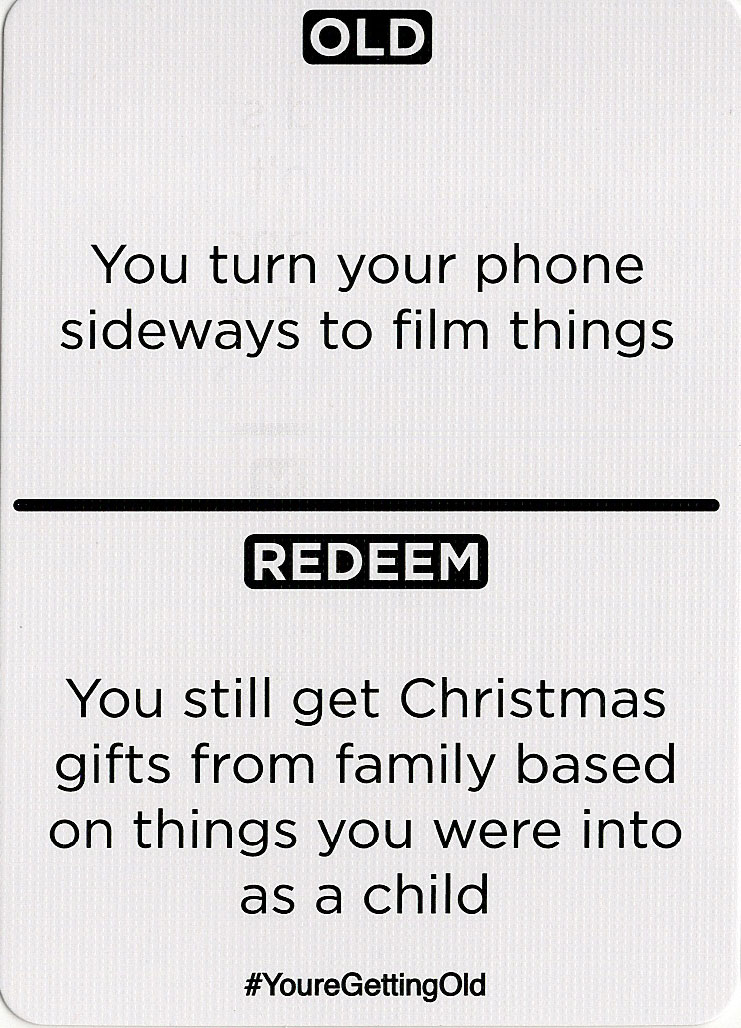 OLD
You turn your phone
sideways to film things
REDEEM
You still get Christmas
gifts from family based
on things you were into
as a child
#YoureGettingOld